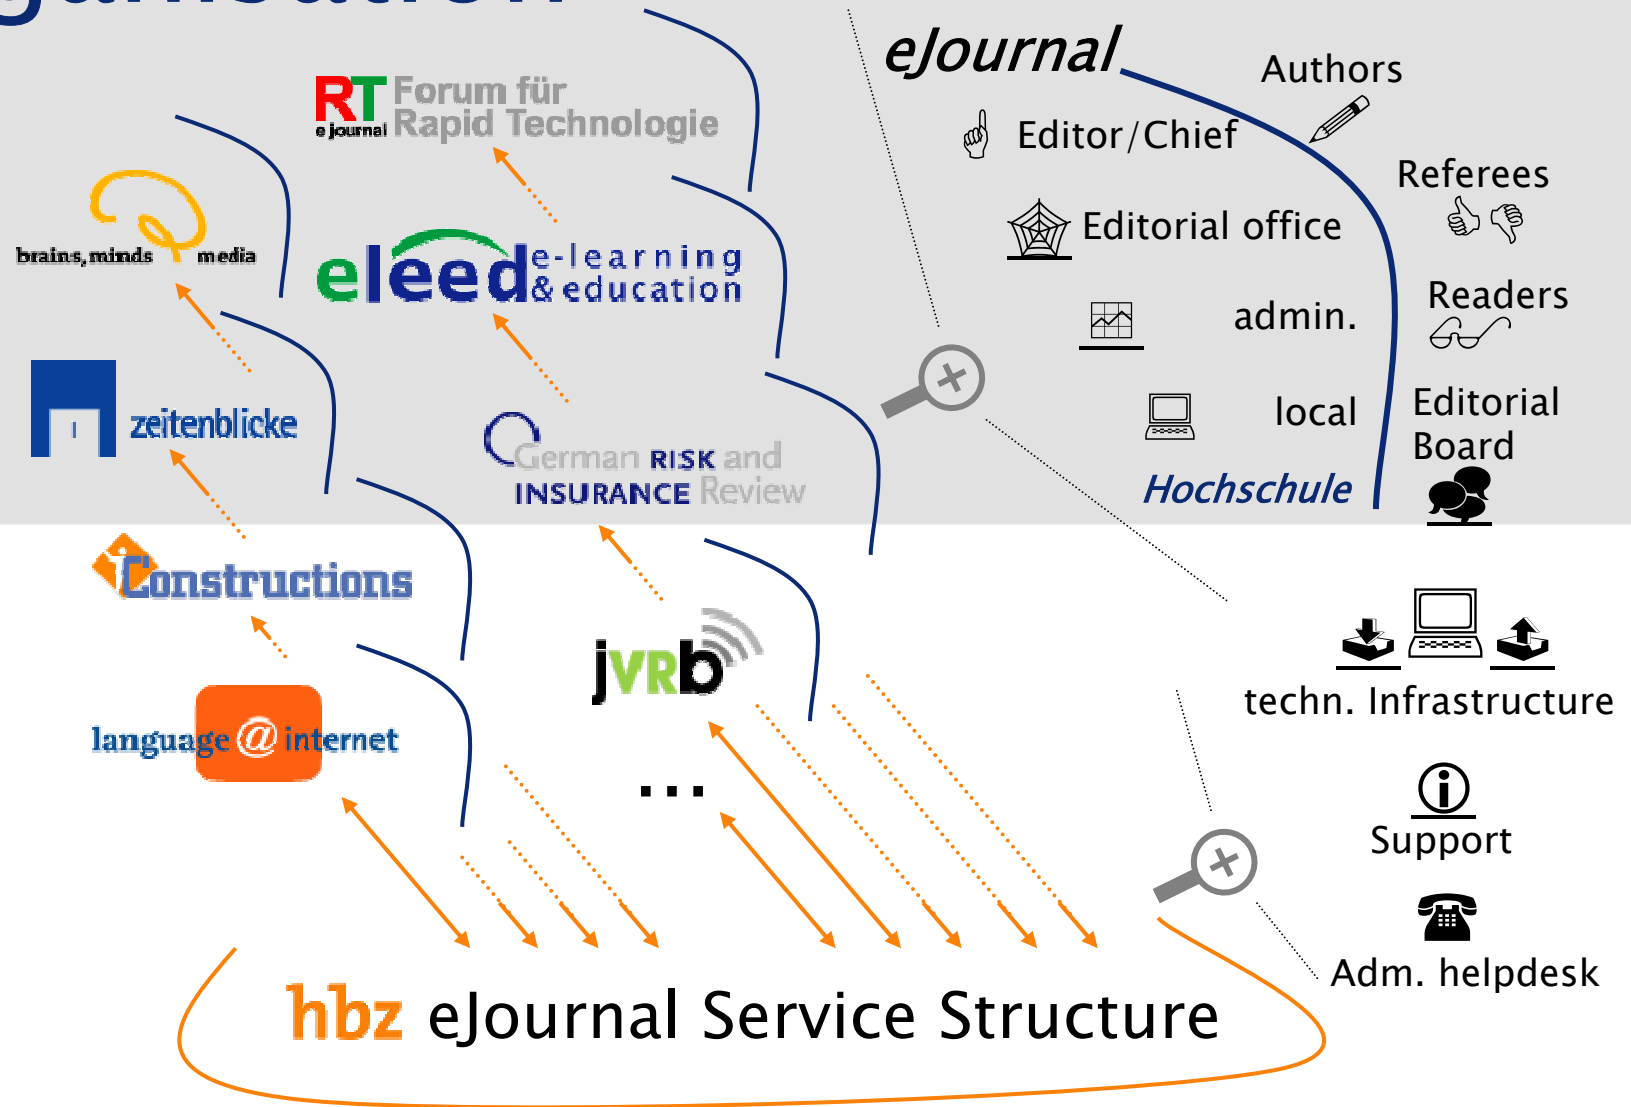 ganisation
RT Forum für
e journal Rapid Technologie
brains, minds media
eleed e-learning
& education
zeitenblicke
German RISK and
INSURANCE Review
Constructions
jVRb
language @ internet
...
hbz eJournal Service Structure
eJournal
Authors
Editor/Chief
Referees
Editorial office
Readers
admin.
local
Editorial
Board
Hochschule
techn. Infrastructure
Support
Adm. helpdesk